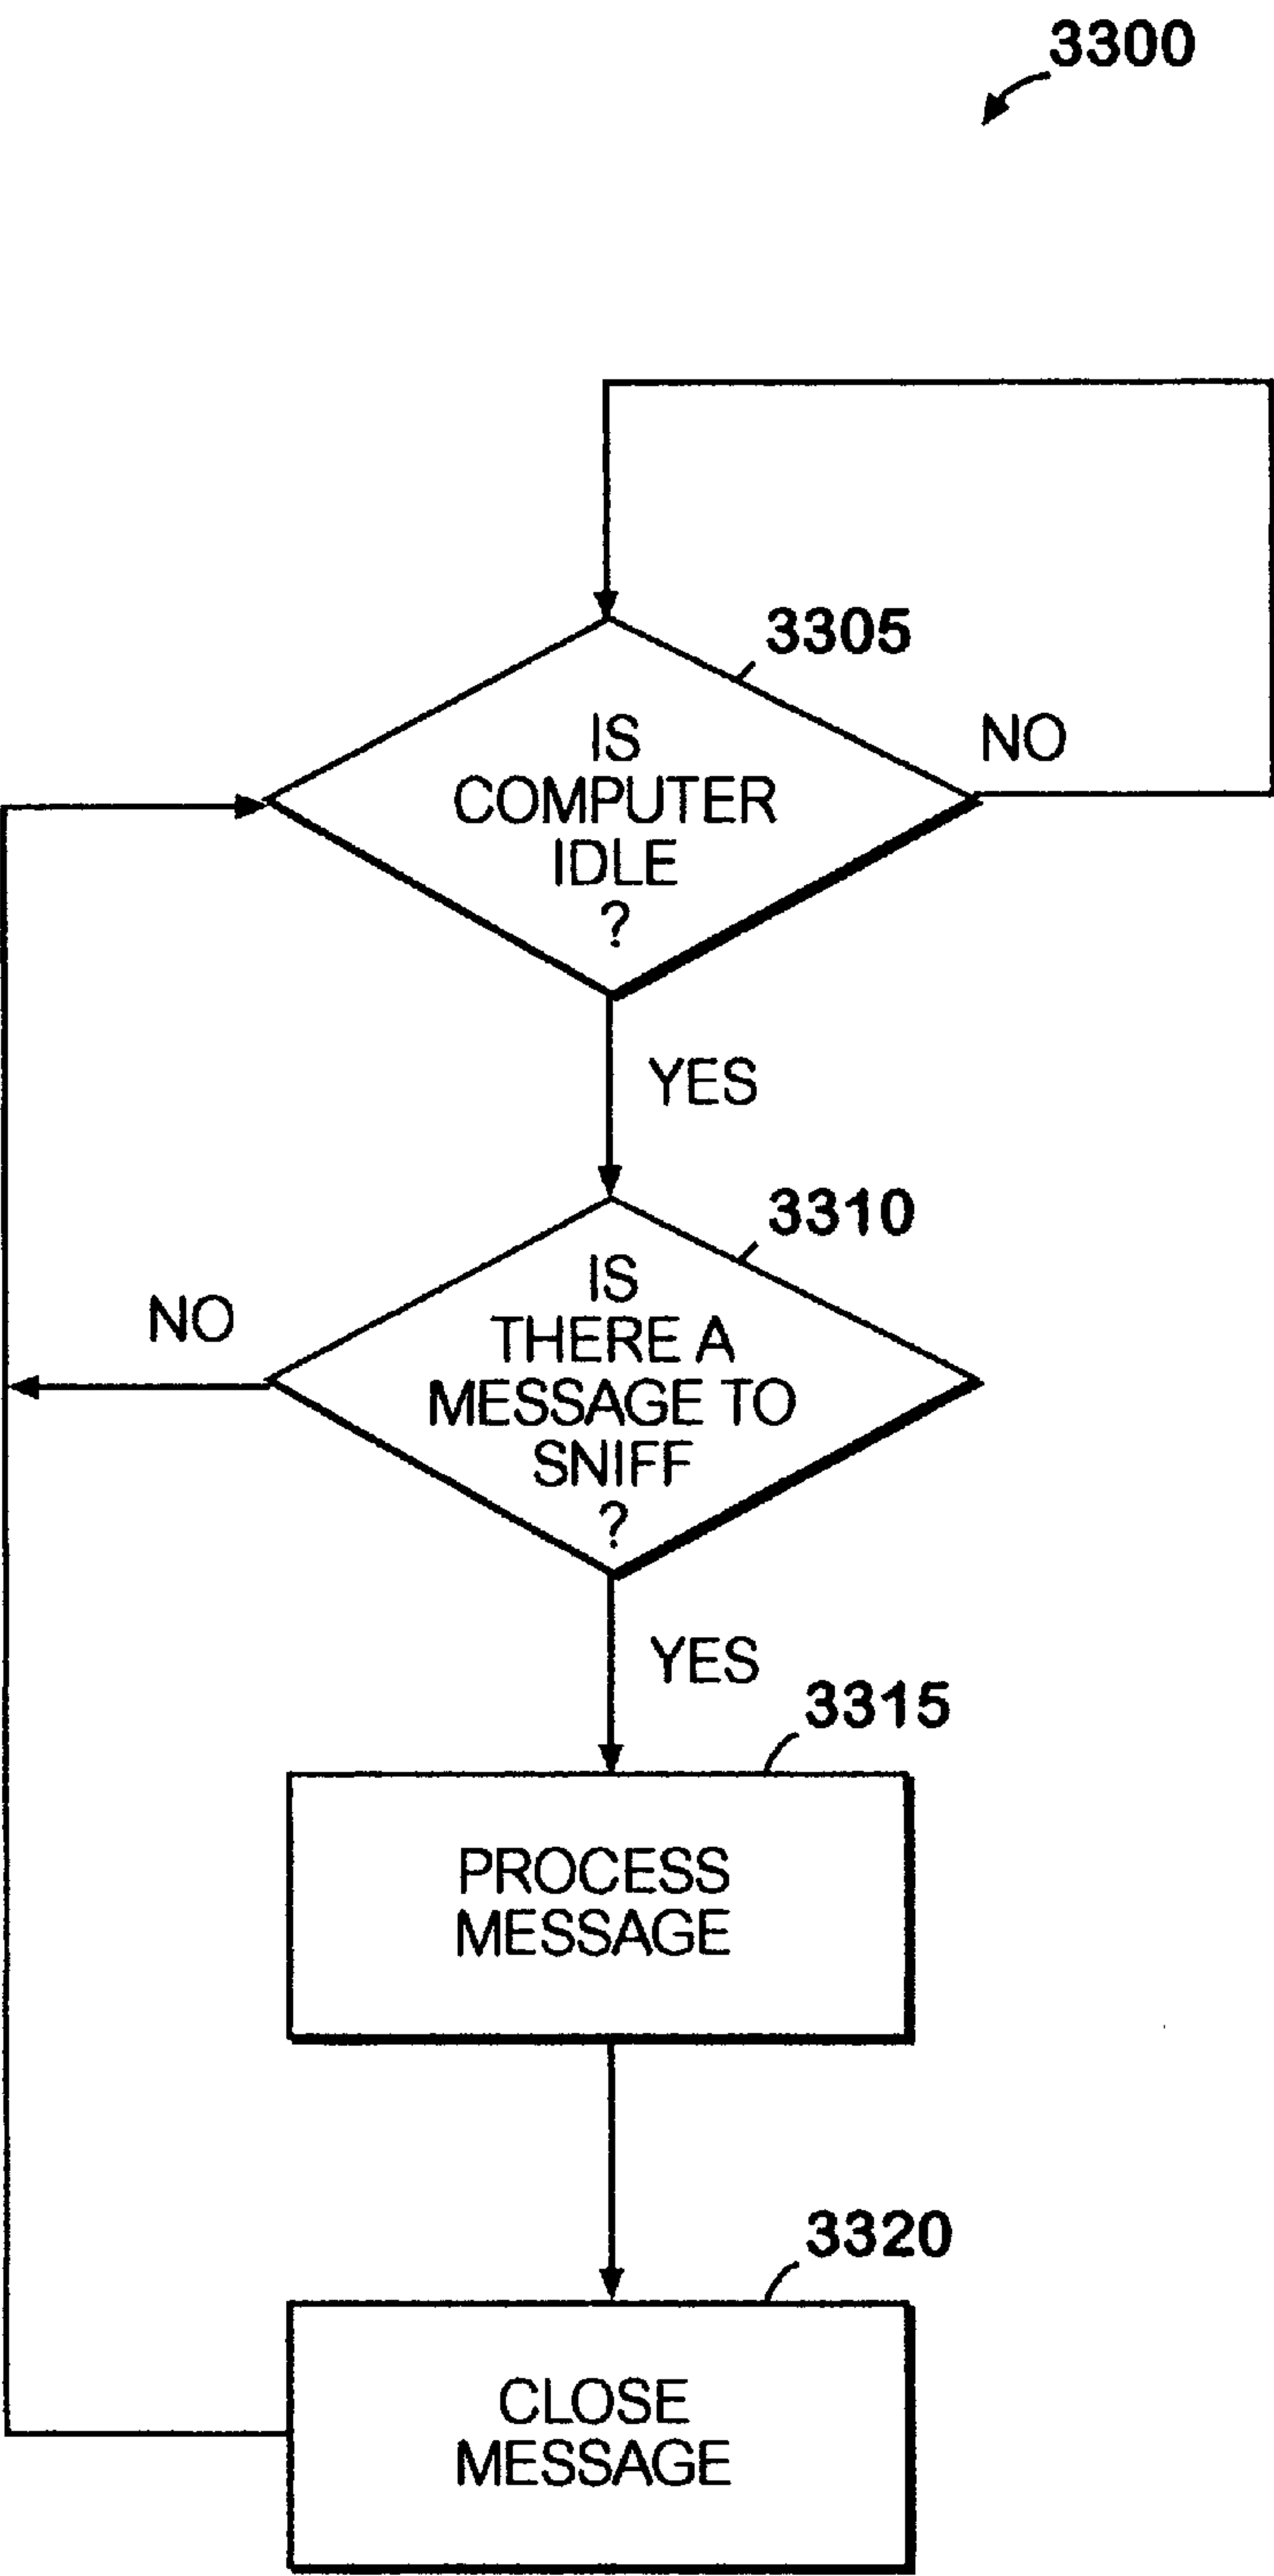 3300
3305
IS
COMPUTER
IDLE
?
NO
YES
3310
IS
THERE A
MESSAGE TO
SNIFF
?
NO
YES
3315
PROCESS
MESSAGE
3320
CLOSE
MESSAGE